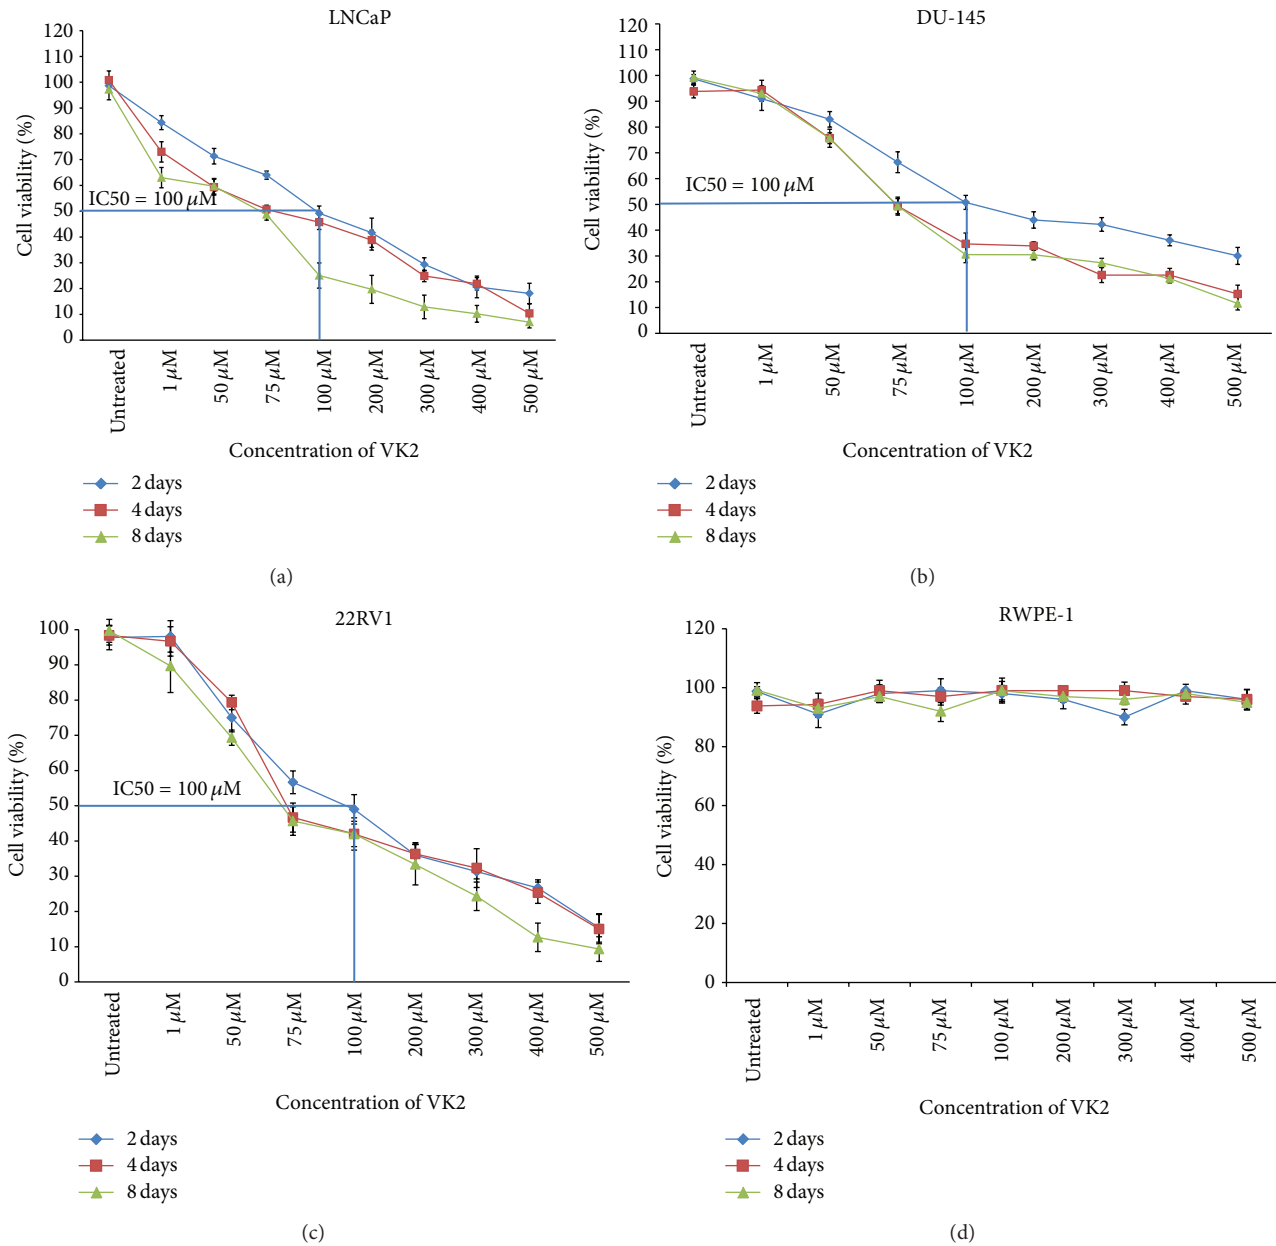 LNCaP
120
110
100
90
80
70
60
50
40
30
20
10
0
Cell viability (%)
IC50 = 100 μM
Untreated
1 μM
50 μM
75 μM
100 μM
200 μM
300 μM
400 μM
500 μM
Concentration of VK2
2 days
4 days
8 days
(a)
DU-145
120
110
100
90
80
70
60
50
40
30
20
10
0
Cell viability (%)
IC50 = 100 μM
Untreated
1 μM
50 μM
75 μM
100 μM
200 μM
300 μM
400 μM
500 μM
Concentration of VK2
2 days
4 days
8 days
(b)
22RV1
100
90
80
70
60
50
40
30
20
10
0
Cell viability (%)
IC50 = 100 μM
Untreated
1 μM
50 μM
75 μM
100 μM
200 μM
300 μM
400 μM
500 μM
Concentration of VK2
2 days
4 days
8 days
(c)
RWPE-1
120
100
80
60
40
20
0
Cell viability (%)
Untreated
1 μM
50 μM
75 μM
100 μM
200 μM
300 μM
400 μM
500 μM
Concentration of VK2
2 days
4 days
8 days
(d)